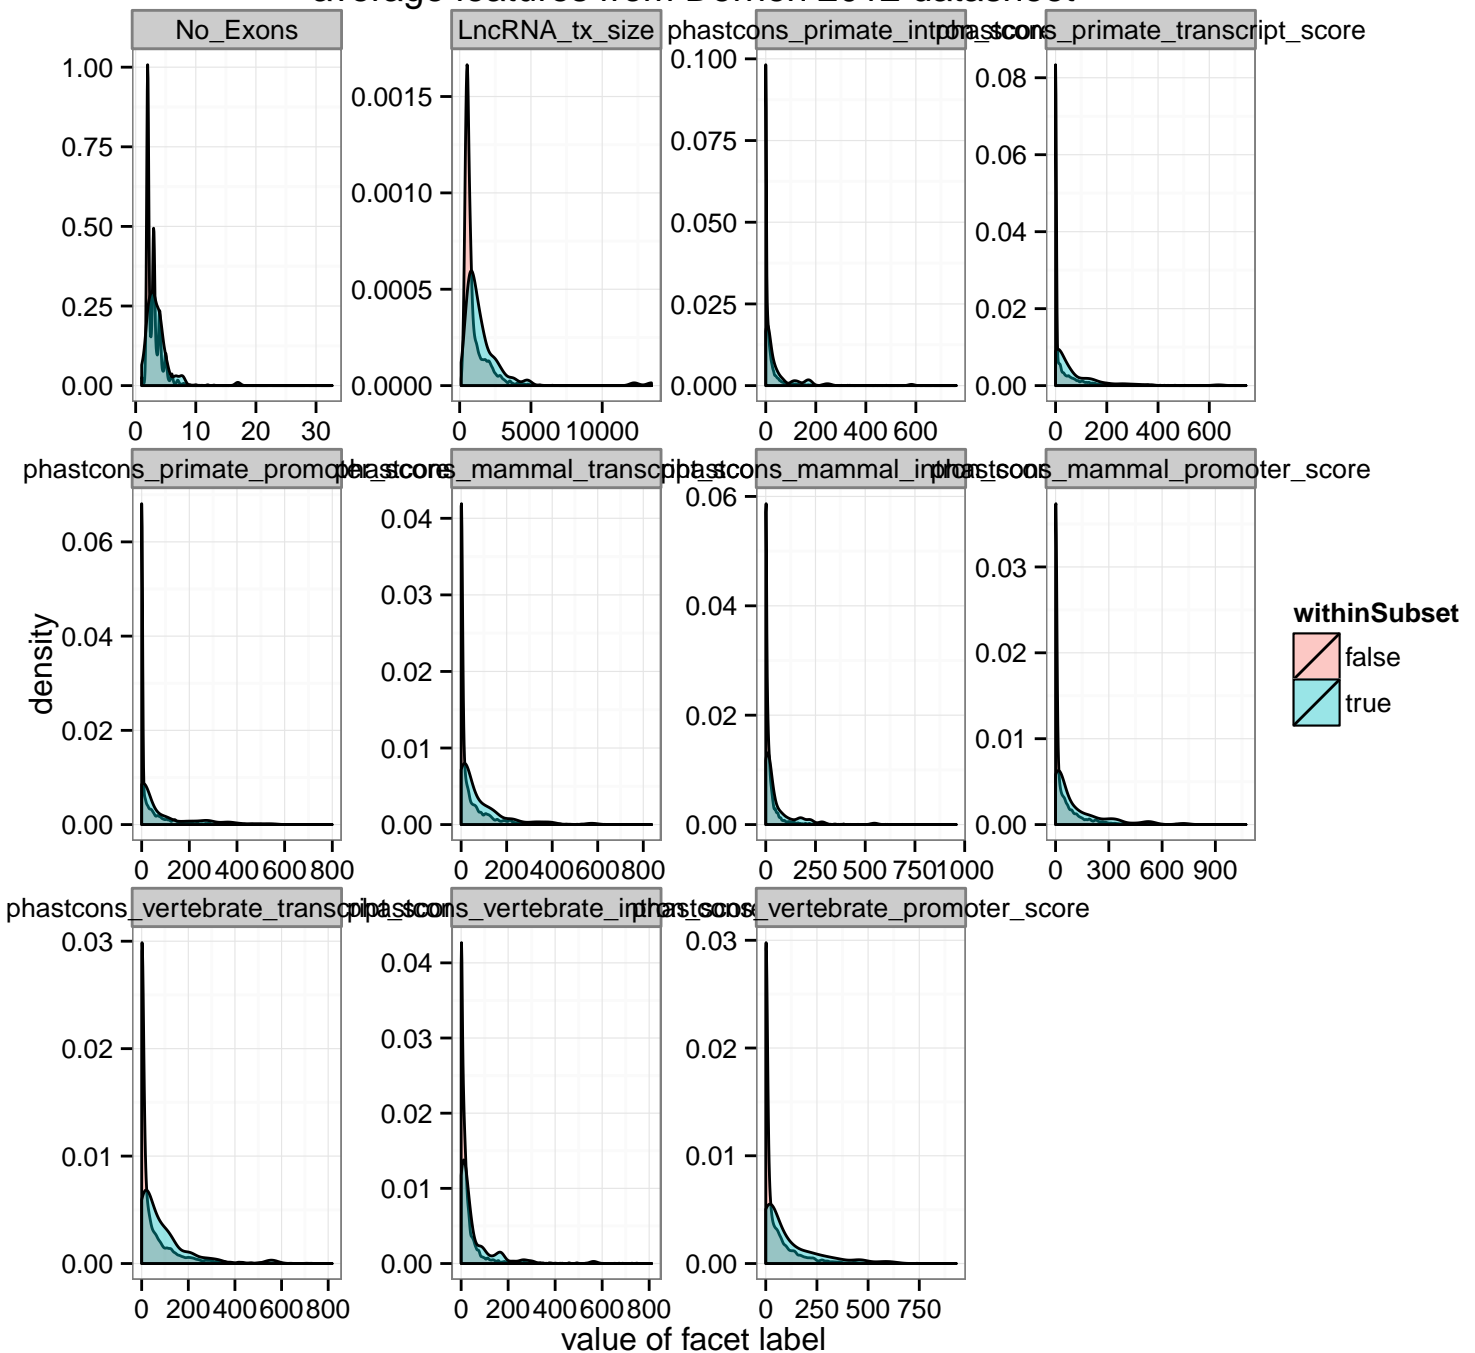 average features from Derrien 2012 datasheet
No_Exons
LncRNA_tx_size
phastcons_primate_intron_score
phastcons_primate_transcript_score
1.00
0.75
0.50
0.25
0.00
0.0015
0.0010
0.0005
0.0000
0.100
0.075
0.050
0.025
0.000
0.08
0.06
0.04
0.02
0.00
0 10 20 30
0 5000 10000
0 200 400 600
0 200 400 600
phastcons_primate_promoter_score
phastcons_mammal_transcript_score
phastcons_mammal_intron_score
phastcons_mammal_promoter_score
0.06
0.04
0.02
0.00
0.04
0.03
0.02
0.01
0.00
0.06
0.04
0.02
0.00
0.03
0.02
0.01
0.00
0 200 400 600 800
0 200 400 600 800
0 250 500 750 1000
0 300 600 900
phastcons_vertebrate_transcript_score
phastcons_vertebrate_intron_score
phastcons_vertebrate_promoter_score
0.03
0.02
0.01
0.00
0.04
0.03
0.02
0.01
0.00
0.03
0.02
0.01
0.00
0 200 400 600 800
0 200 400 600 800
0 250 500 750
density
value of facet label
withinSubset
false
true